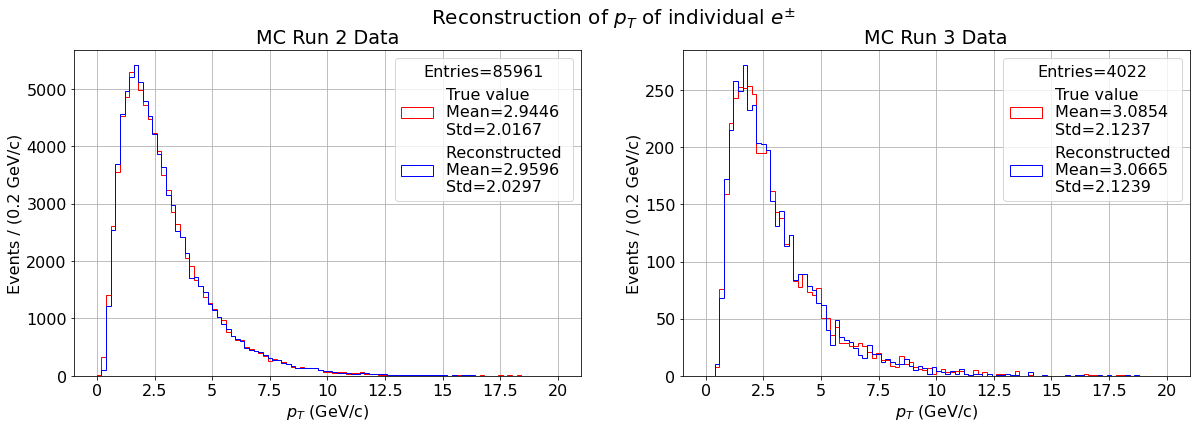 Reconstruction of p_T of individual e^±
MC Run 2 Data
Events / (0.2 GeV/c)
5000
4000
3000
2000
1000
0
Entries=85961
True value
Mean=2.9446
Std=2.0167
Reconstructed
Mean=2.9596
Std=2.0297
0 2.5 5 7.5 10 12.5 15 17.5 20
p_T (GeV/c)
MC Run 3 Data
Events / (0.2 GeV/c)
250
200
150
100
50
0
Entries=4022
True value
Mean=3.0854
Std=2.1237
Reconstructed
Mean=3.0665
Std=2.1239
0 2.5 5 7.5 10 12.5 15 17.5 20
p_T (GeV/c)